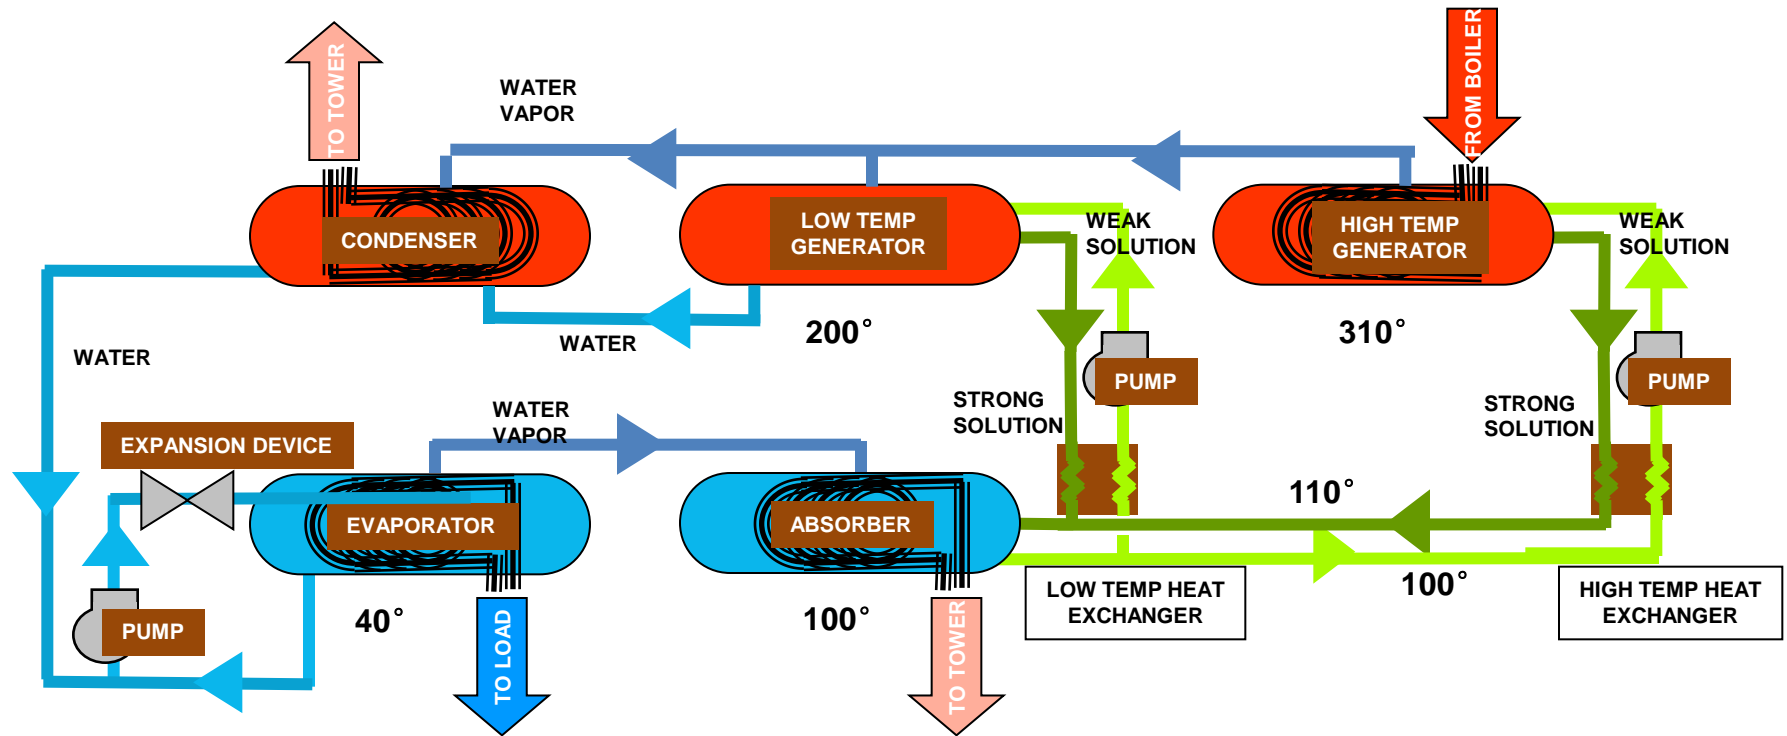 TO TOWER
WATER
VAPOR
FROM BOILER
CONDENSER
LOW TEMP
GENERATOR
WEAK
SOLUTION
HIGH TEMP
GENERATOR
WEAK
SOLUTION
200°
310°
WATER
WATER
PUMP
PUMP
STRONG
SOLUTION
STRONG
SOLUTION
WATER
VAPOR
EXPANSION DEVICE
EVAPORATOR
ABSORBER
110°
100°
LOW TEMP HEAT
EXCHANGER
HIGH TEMP HEAT
EXCHANGER
PUMP
40°
100°
TO LOAD
TO TOWER